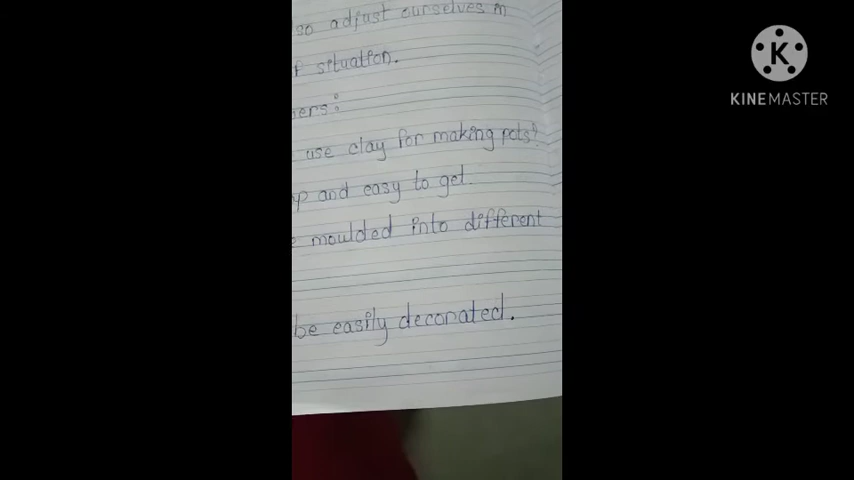 so adjust ourselves in
situation.
use clay for making pots?
and easy to get.
moulded into different
be easily decorated.
KINEMASTER